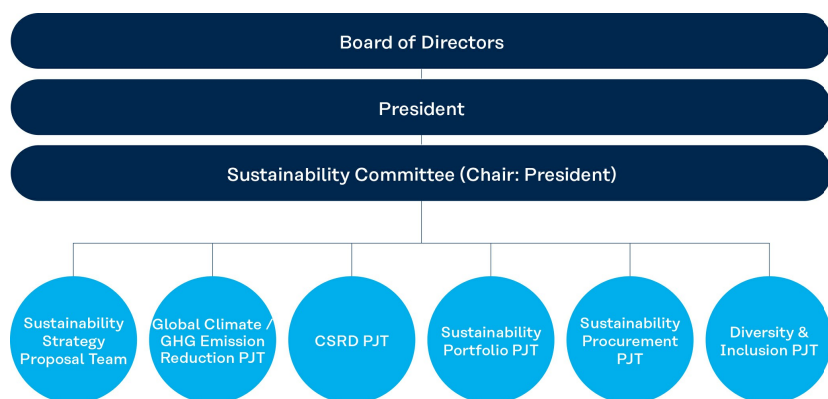 Board of Directors
President
Sustainability Committee (Chair: President)
Sustainability
Strategy
Proposal Team
Global Climate /
GHG Emission
Reduction PJT
CSRD PJT
Sustainability
Portfolio PJT
Sustainability
Procurement
PJT
Diversity &
Inclusion PJT